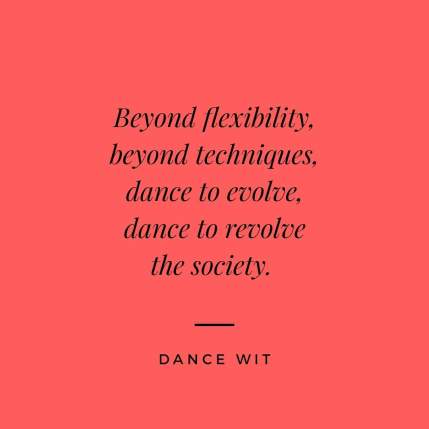 Beyond flexibility,
beyond techniques,
dance to evolve,
dance to revolve
the society.
DANCE WIT